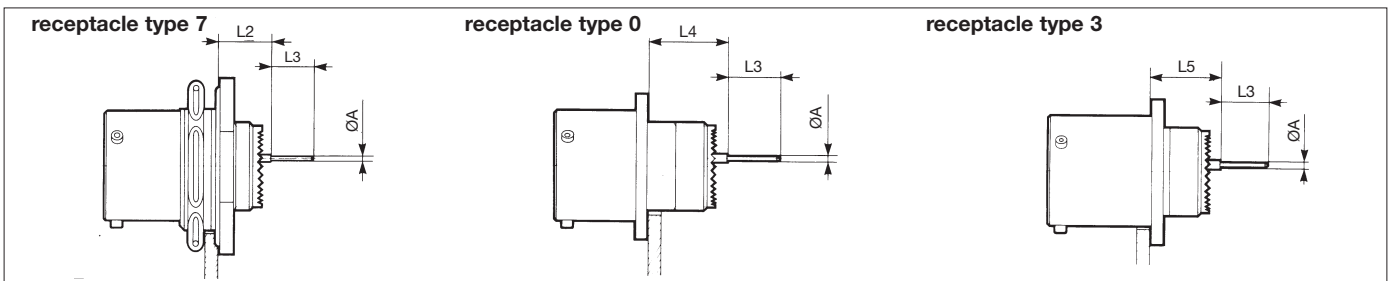 receptacle type 7
L2
L3
ØA
receptacle type 0
L4
L3
ØA
receptacle type 3
L5
L3
ØA